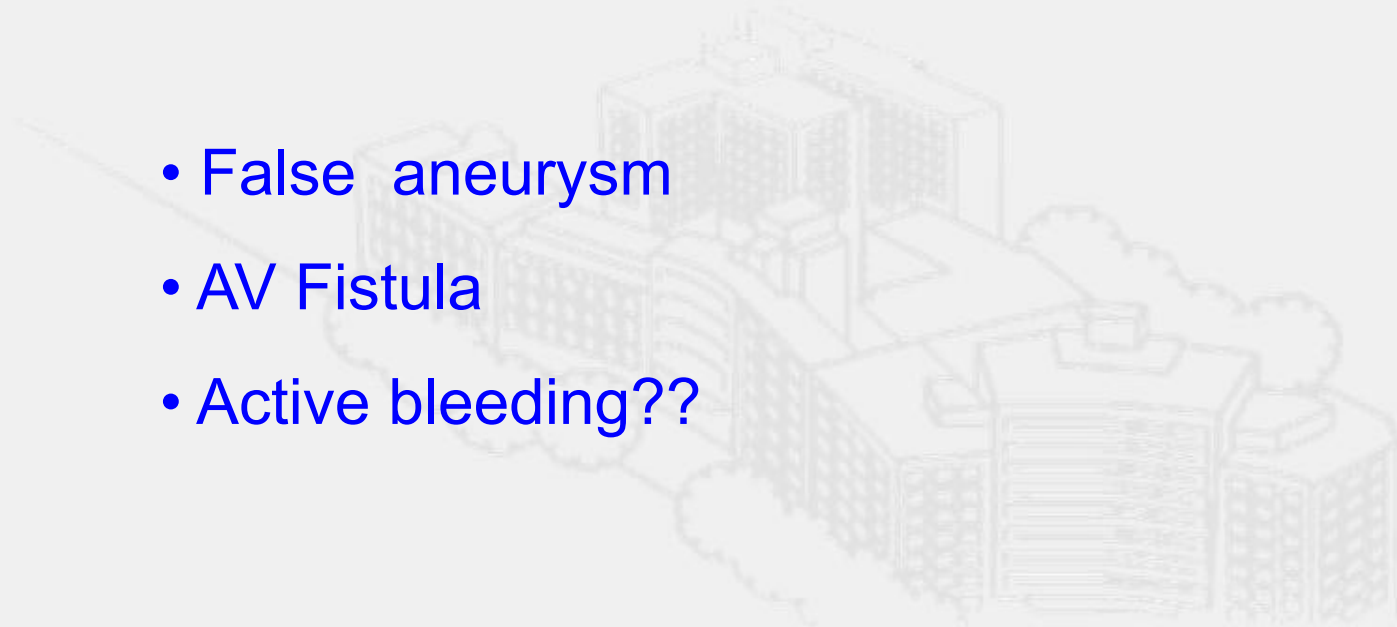 • False  aneurysm
• AV Fistula
• Active bleeding??